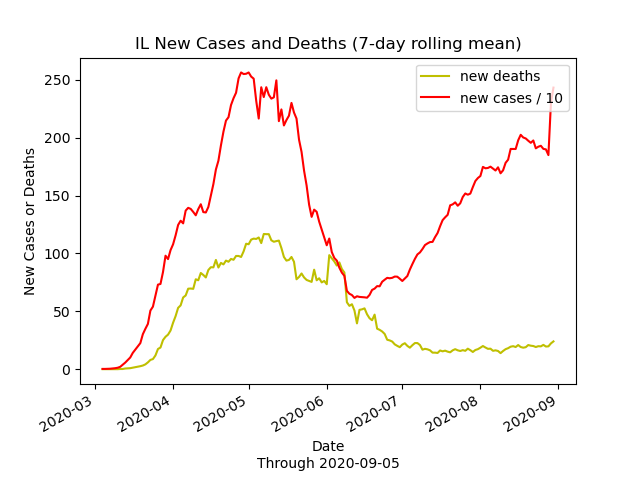 IL New Cases and Deaths (7-day rolling mean)
new deaths
new cases / 10
New Cases or Deaths
250
200
150
100
50
0
2020-03
2020-04
2020-05
2020-06
2020-07
2020-08
2020-09
Date
Through 2020-09-05